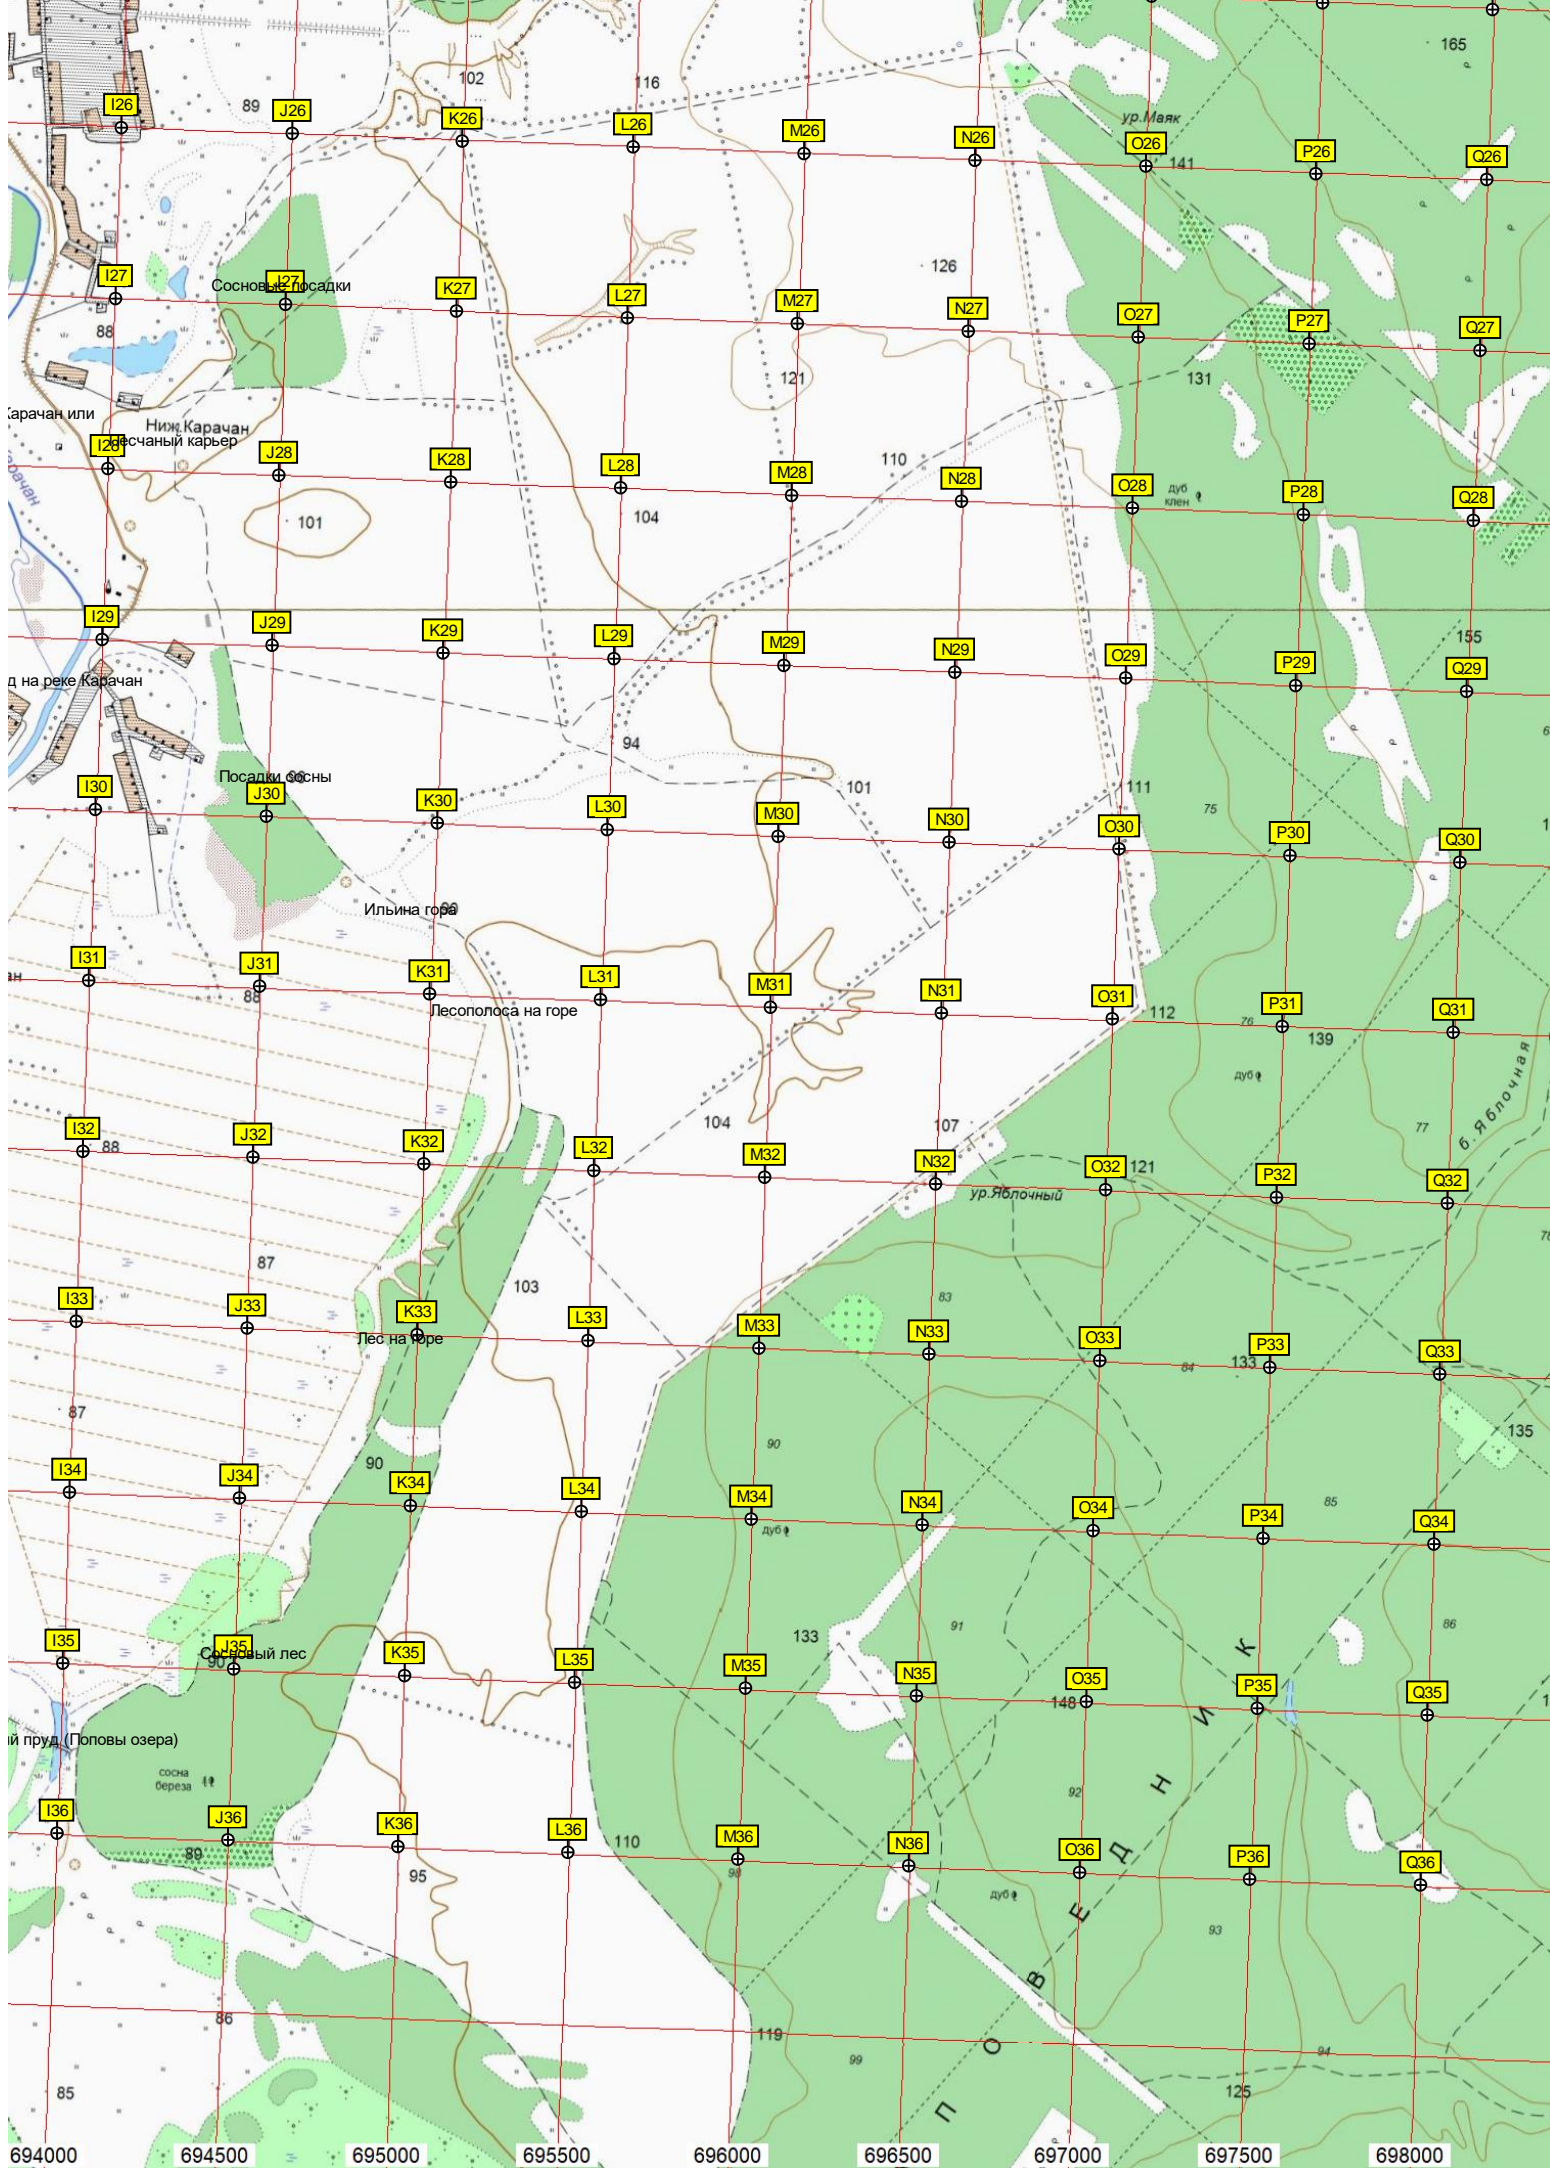 165
102
116
89
I26
J26
K26
L26
M26
N26
ур.Маяк
O26
141
P26
Q26
126
I27
J27
Сосновые посадки
K27
L27
M27
N27
O27
P27
Q27
88
121
131
Карачан или
Ниж.Карачан
I28
Песчаный карьер
J28
K28
L28
M28
110
N28
O28
дуб
клен
P28
Q28
101
104
I29
J29
K29
L29
M29
N29
O29
P29
155
Q29
д на реке Карачан
94
Посадки сосны
98
101
111
75
I30
J30
K30
L30
M30
N30
O30
P30
Q30
Ильина гора
90
I31
J31
K31
L31
M31
N31
O31
P31
Q31
88
Лесополоса на горе
112
76
139
дуб
104
107
77
б. Яблочная
I32
88
J32
K32
L32
M32
N32
O32
121
P32
Q32
ур.Яблочный
87
103
83
I33
J33
K33
L33
M33
N33
O33
P33
Q33
Лес на горе
84
133
87
90
90
135
I34
J34
K34
L34
M34
N34
O34
P34
Q34
дуб
85
133
91
86
I35
J35
90
Сосновый лес
K35
L35
M35
N35
O35
148
P35
Q35
й пруд (Поповы озера)
сосна
береза
92
I36
J36
K36
L36
110
M36
N36
O36
P36
Q36
89
95
98
дуб
93
ПОВЕДНИК
86
119
99
94
85
125
694000 694500 695000 695500 696000 696500 697000 697500 698000